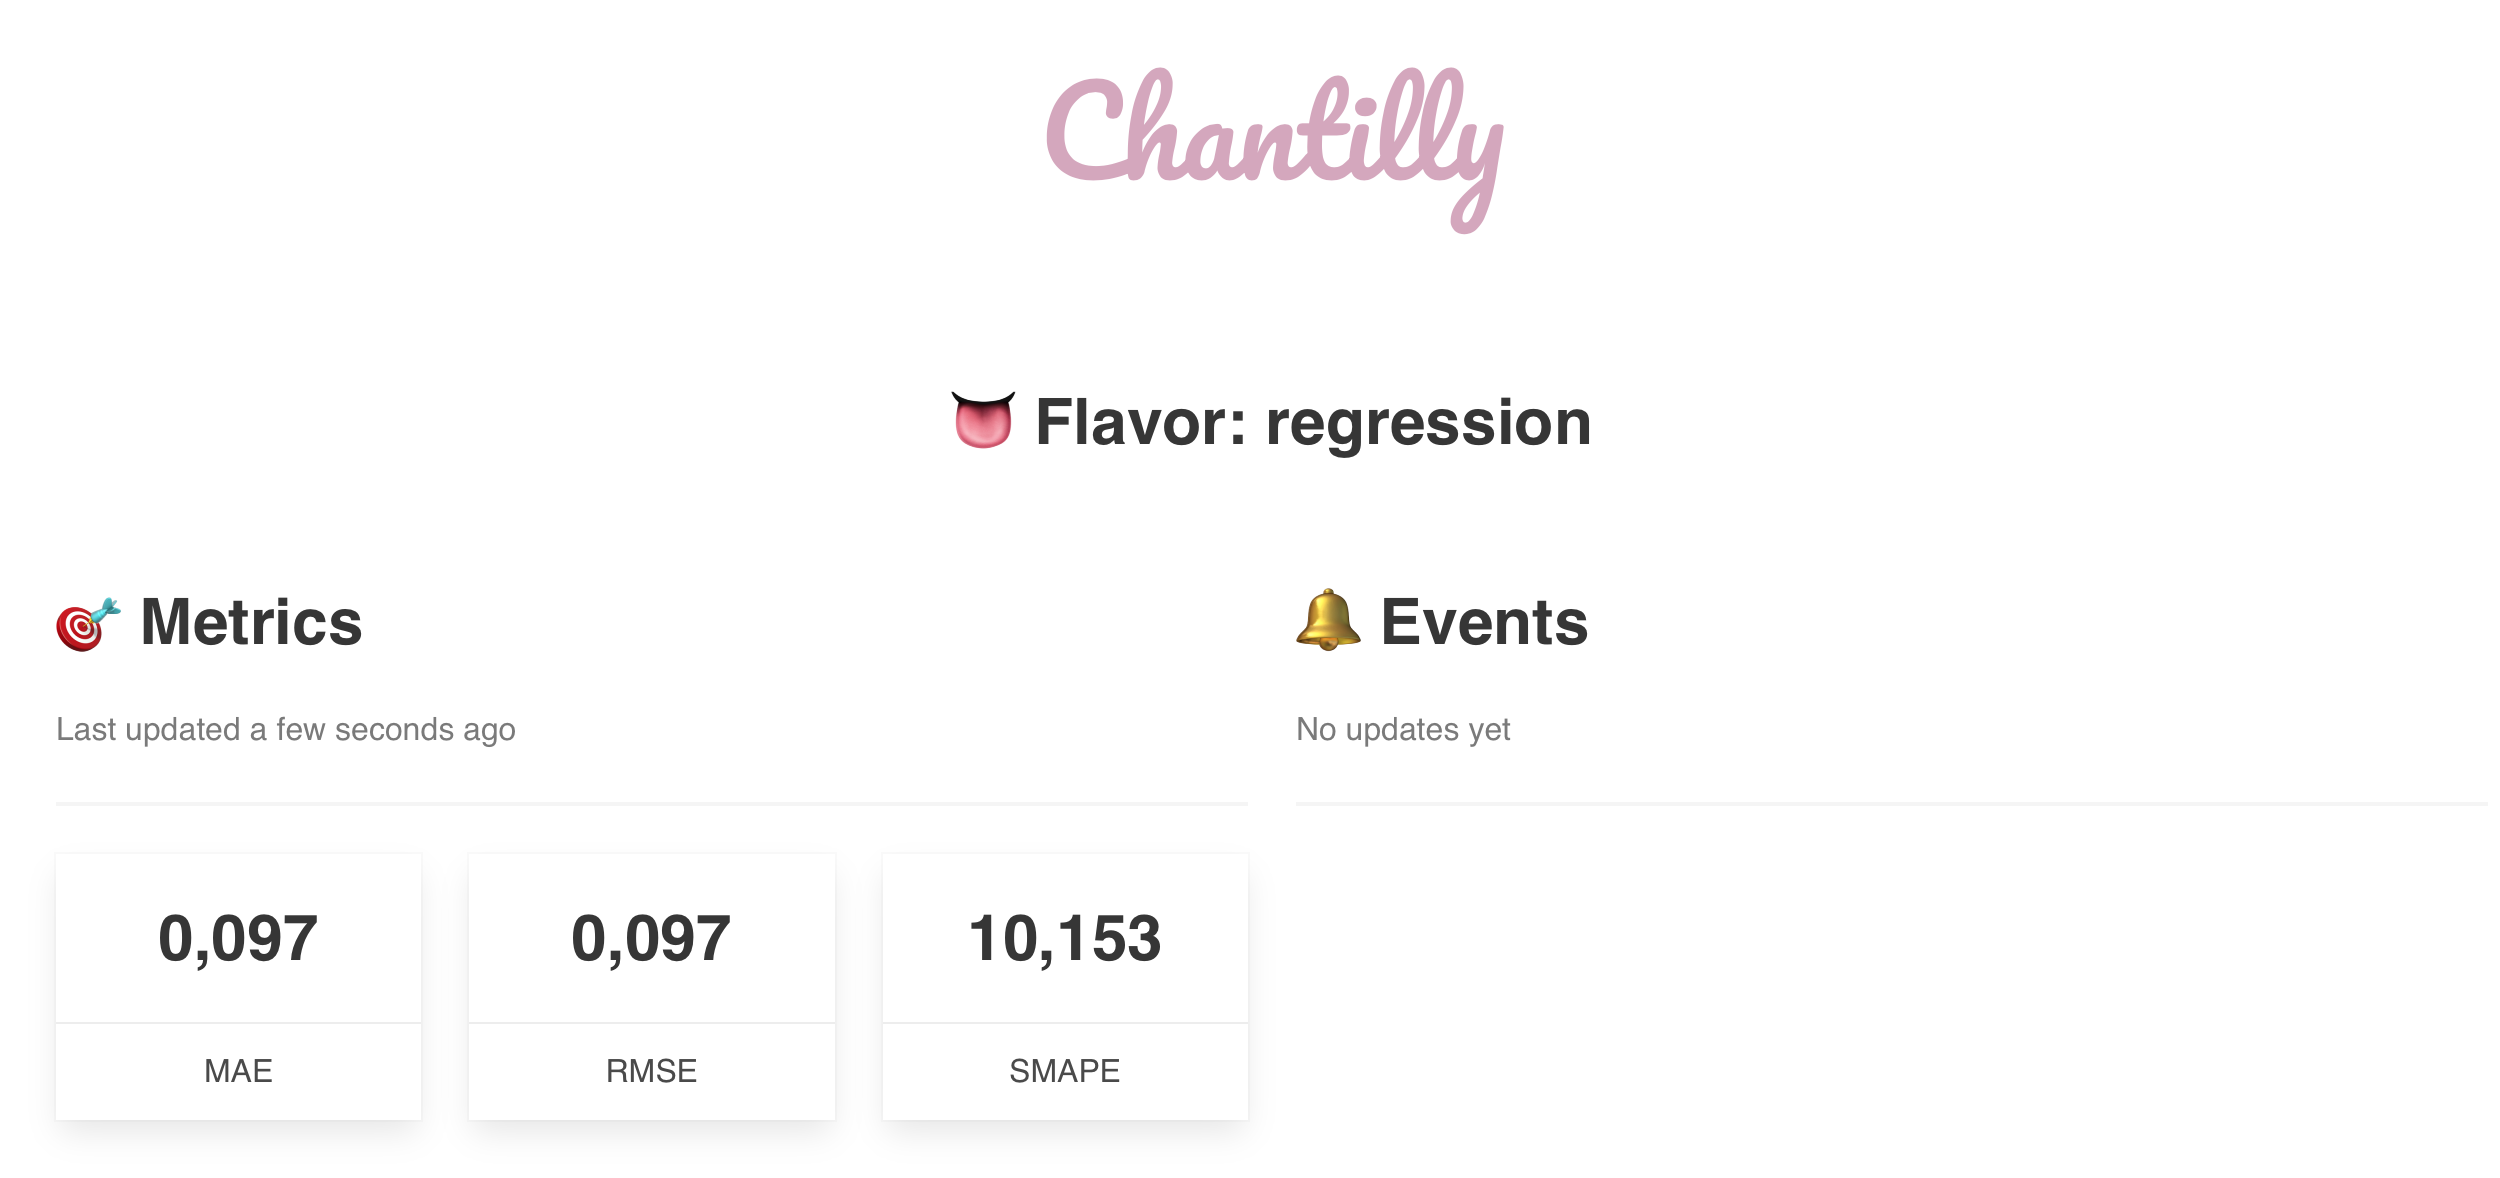 Chantilly
👅 Flavor: regression
🎯 Metrics
Last updated a few seconds ago
0,097
MAE
0,097
RMSE
10,153
SMAPE
🔔 Events
No updates yet